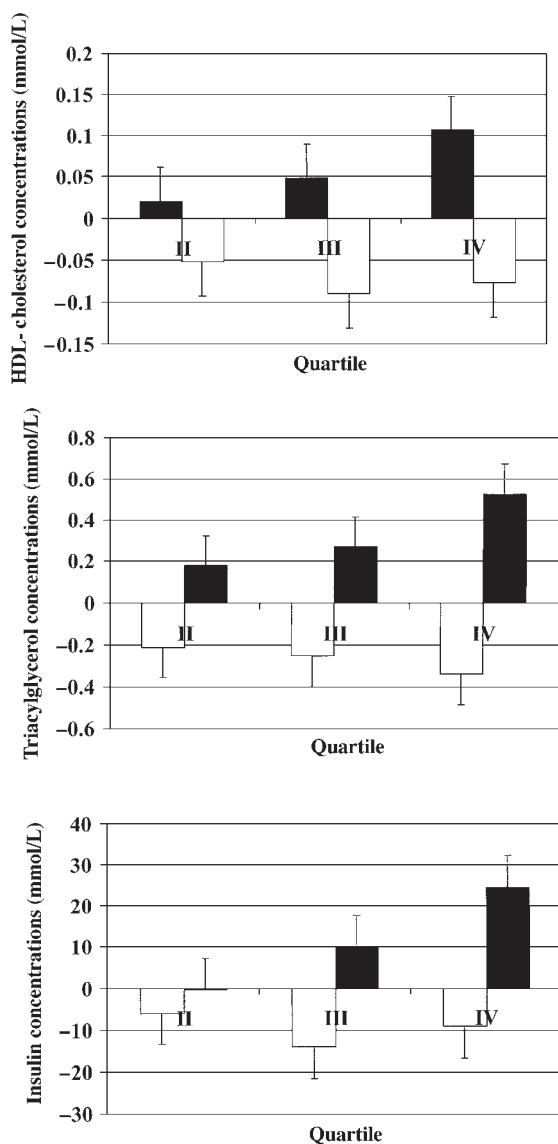 HDL- cholesterol concentrations (mmol/L)
0.2
0.15
0.1
0.05
0
−0.05
−0.1
−0.15
II
III
IV
Quartile
Triacylglycerol concentrations (mmol/L)
0.8
0.6
0.4
0.2
0
−0.2
−0.4
−0.6
II
III
IV
Quartile
Insulin concentrations (mmol/L)
40
30
20
10
0
−10
−20
−30
II
III
IV
Quartile